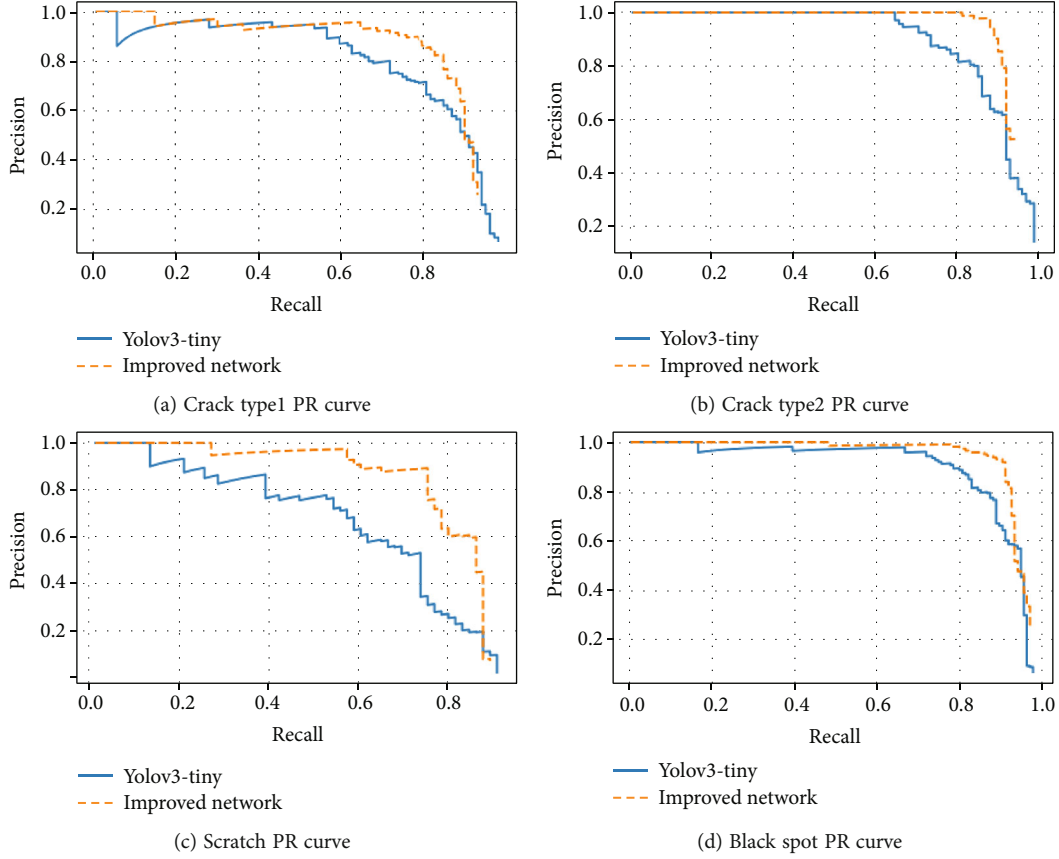 1.0
0.8
0.6
0.4
0.2
Precision
0.0 0.2 0.4 0.6 0.8
Recall
Yolov3-tiny
Improved network
(a) Crack type1 PR curve
1.0
0.8
0.6
0.4
0.2
Precision
0.0 0.2 0.4 0.6 0.8 1.0
Recall
Yolov3-tiny
Improved network
(b) Crack type2 PR curve
1.0
0.8
0.6
0.4
0.2
Precision
0.0 0.2 0.4 0.6 0.8
Recall
Yolov3-tiny
Improved network
(c) Scratch PR curve
1.0
0.8
0.6
0.4
0.2
Precision
0.0 0.2 0.4 0.6 0.8 1.0
Recall
Yolov3-tiny
Improved network
(d) Black spot PR curve